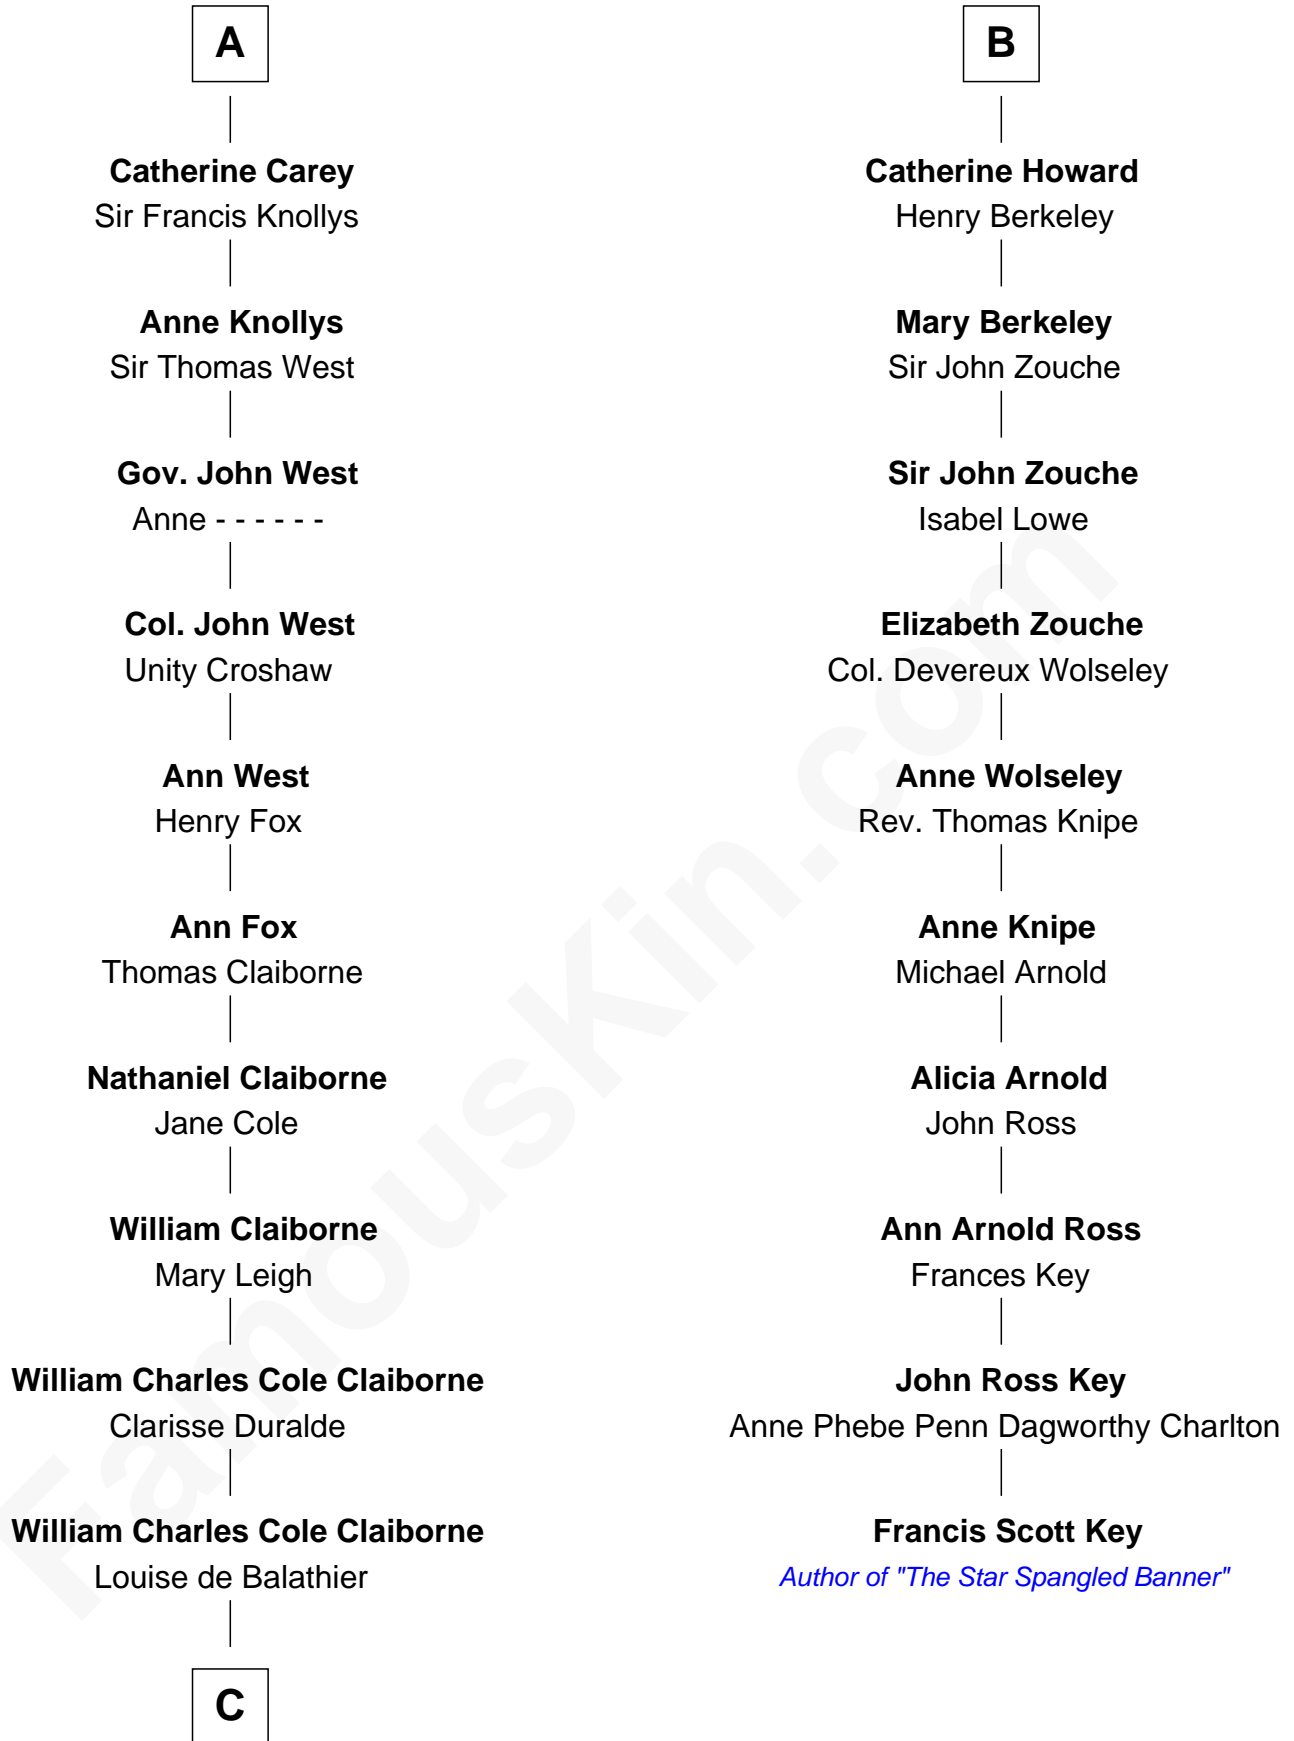 A
Catherine Carey
Sir Francis Knollys
Anne Knollys
Sir Thomas West
Gov. John West
Anne - - - - - -
Col. John West
Unity Croshaw
Ann West
Henry Fox
Ann Fox
Thomas Claiborne
Nathaniel Claiborne
Jane Cole
William Claiborne
Mary Leigh
William Charles Cole Claiborne
Clarisse Duralde
William Charles Cole Claiborne
Louise de Balathier
C
B
Catherine Howard
Henry Berkeley
Mary Berkeley
Sir John Zouche
Sir John Zouche
Isabel Lowe
Elizabeth Zouche
Col. Devereux Wolseley
Anne Wolseley
Rev. Thomas Knipe
Anne Knipe
Michael Arnold
Alicia Arnold
John Ross
Ann Arnold Ross
Frances Key
John Ross Key
Anne Phebe Penn Dagworthy Charlton
Francis Scott Key
Author of "The Star Spangled Banner"
FamousKin.com